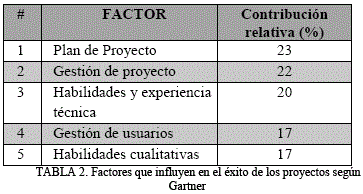 # FACTOR Contribución
relativa (%)
1 Plan de Proyecto 23
2 Gestión de proyecto 22
3 Habilidades y experiencia 20
técnica
4 Gestión de usuarios 17
5 Habilidades cualitativas 17
TABLA 2. Factores que influyen en el éxito de los proyectos según
Gartner